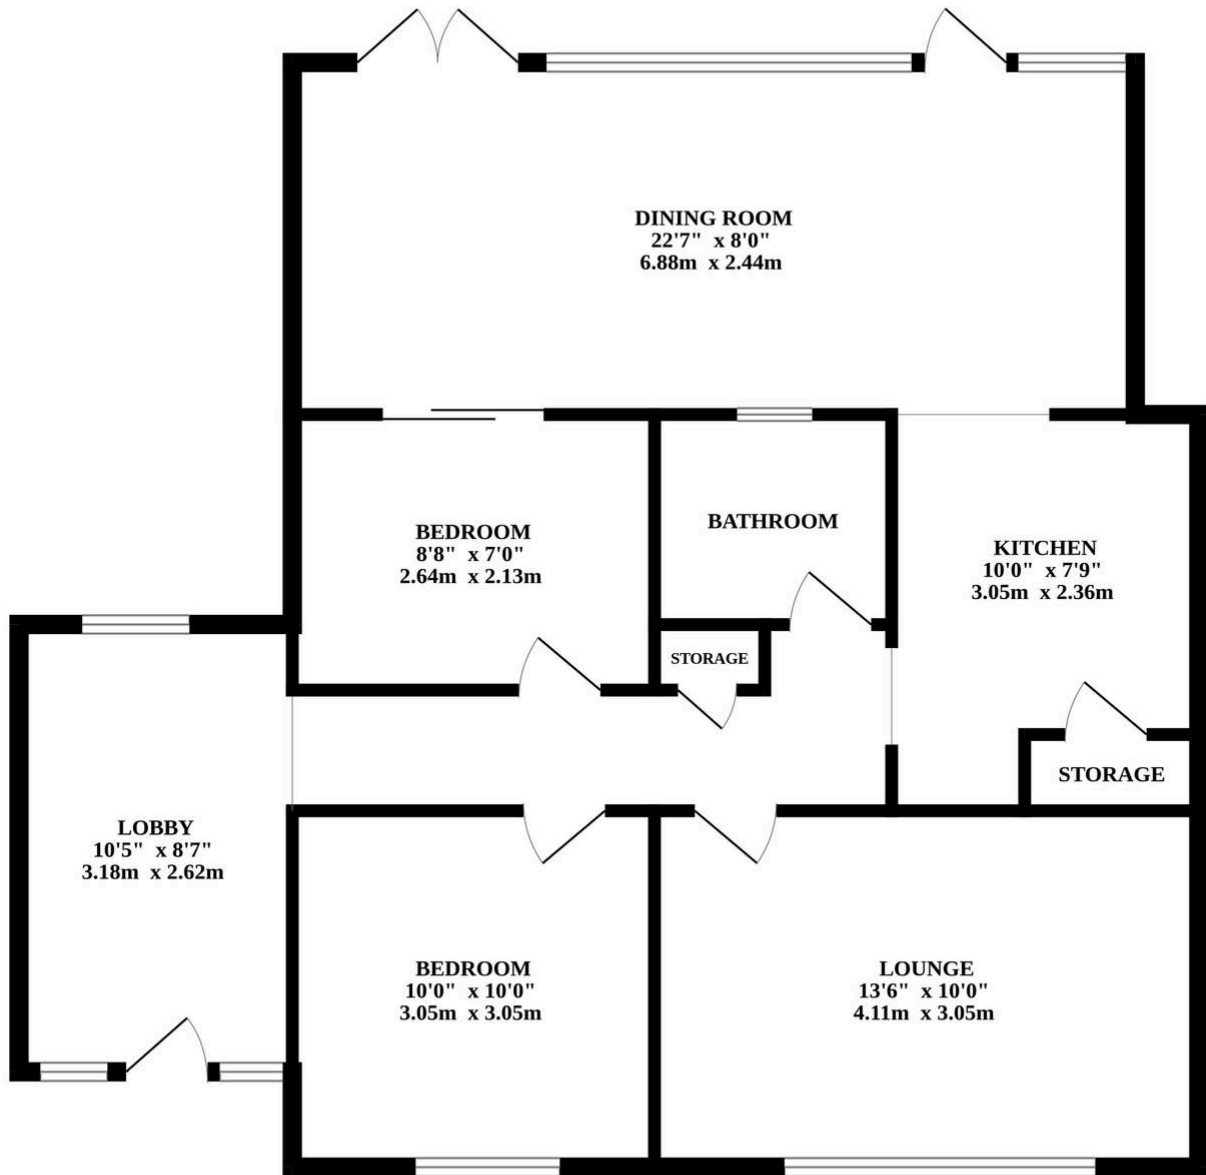 DINING ROOM
22'7" x 8'0"
6.88m x 2.44m
BEDROOM
8'8" x 7'0"
2.64m x 2.13m
BATHROOM
KITCHEN
10'0" x 7'9"
3.05m x 2.36m
STORAGE
STORAGE
LOBBY
10'5" x 8'7"
3.18m x 2.62m
BEDROOM
10'0" x 10'0"
3.05m x 3.05m
LOUNGE
13'6" x 10'0"
4.11m x 3.05m